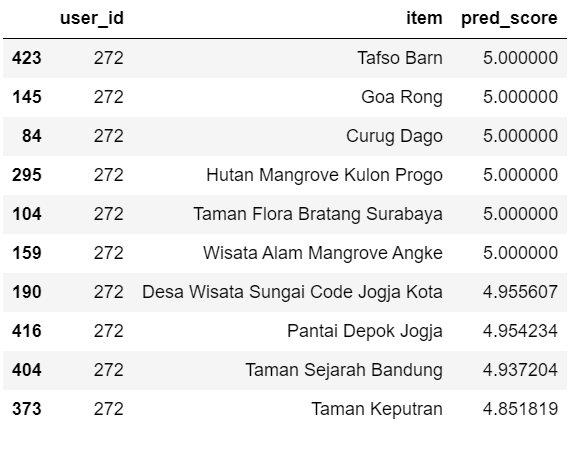 user_id item pred_score
423 272 Tafso Barn 5.000000
145 272 Goa Rong 5.000000
84 272 Curug Dago 5.000000
295 272 Hutan Mangrove Kulon Progo 5.000000
104 272 Taman Flora Bratang Surabaya 5.000000
159 272 Wisata Alam Mangrove Angke 5.000000
190 272 Desa Wisata Sungai Code Jogja Kota 4.955607
416 272 Pantai Depok Jogja 4.954234
404 272 Taman Sejarah Bandung 4.937204
373 272 Taman Keputran 4.851819